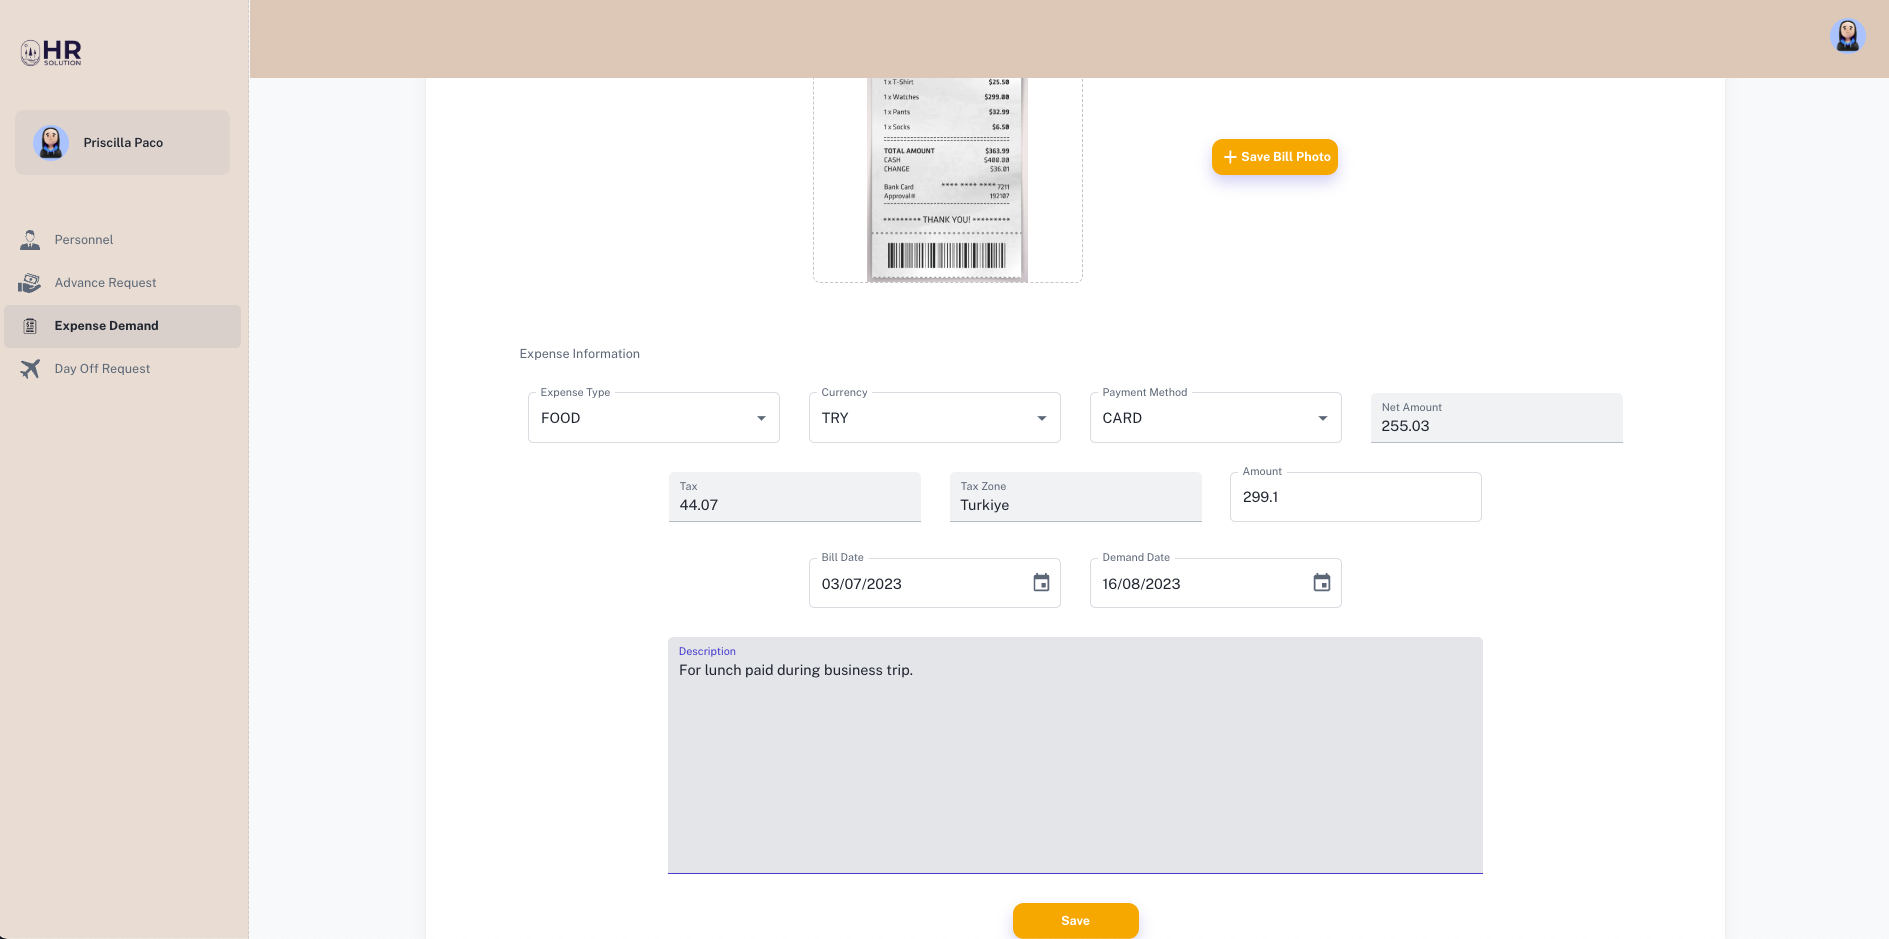 HR
SOLUTION
Priscilla Paco
Personnel
Advance Request
Expense Demand
Day Off Request
1 x T-Shirt $25.50
1 x Watches $299.00
1 x Pants $32.99
1 x Socks $6.50
TOTAL AMOUNT $363.99
CASH $400.00
CHANGE $36.01
Bank Card **** **** **** 7211
Approval# 192107
********* THANK YOU! *********
+ Save Bill Photo
Expense Information
Expense Type
FOOD
Currency
TRY
Payment Method
CARD
Net Amount
255.03
Tax
44.07
Tax Zone
Turkiye
Amount
299.1
Bill Date
03/07/2023
Demand Date
16/08/2023
Description
For lunch paid during business trip.
Save